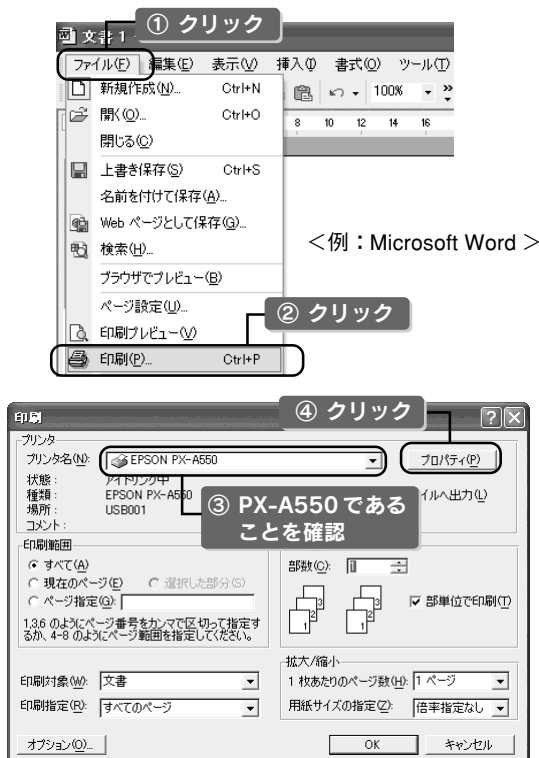 ① クリック
文書 1 -
ファイル(F) 編集(E) 表示(V) 挿入(I) 書式(O) ツール(T)
新規作成(N)... Ctrl+N
100%
開く(O)... Ctrl+O
8 10 12 14 16
閉じる(C)
上書き保存(S) Ctrl+S
名前を付けて保存(A)...
Web ページとして保存(G)...
検索(H)...
<例：Microsoft Word >
ブラウザでプレビュー(B)
ページ設定(U)...
② クリック
印刷プレビュー(V)
印刷(P)... Ctrl+P
印刷
④ クリック
プリンタ
プリンタ名(N): EPSON PX-A550 プロパティ(P)
状態 : アイドリング中
種類 : EPSON PX-A550
イルへ出力(L)
場所 : USB001
コメント :
③ PX-A550 である
ことを確認
印刷範囲
すべて(A)
現在のページ(E) 選択した部分(S)
ページ指定(G):
1,3,6 のようにページ番号をカンマで区切って指定す
るか、4-8 のようにページ範囲を指定してください。
部数(C): 1
部単位で印刷(T)
1 2 3
1 2 3
印刷対象(W): 文書
印刷指定(R): すべてのページ
拡大/縮小
1 枚あたりのページ数(H): 1 ページ
用紙サイズの指定(Z): 倍率指定なし
オプション(O)... OK キャンセル